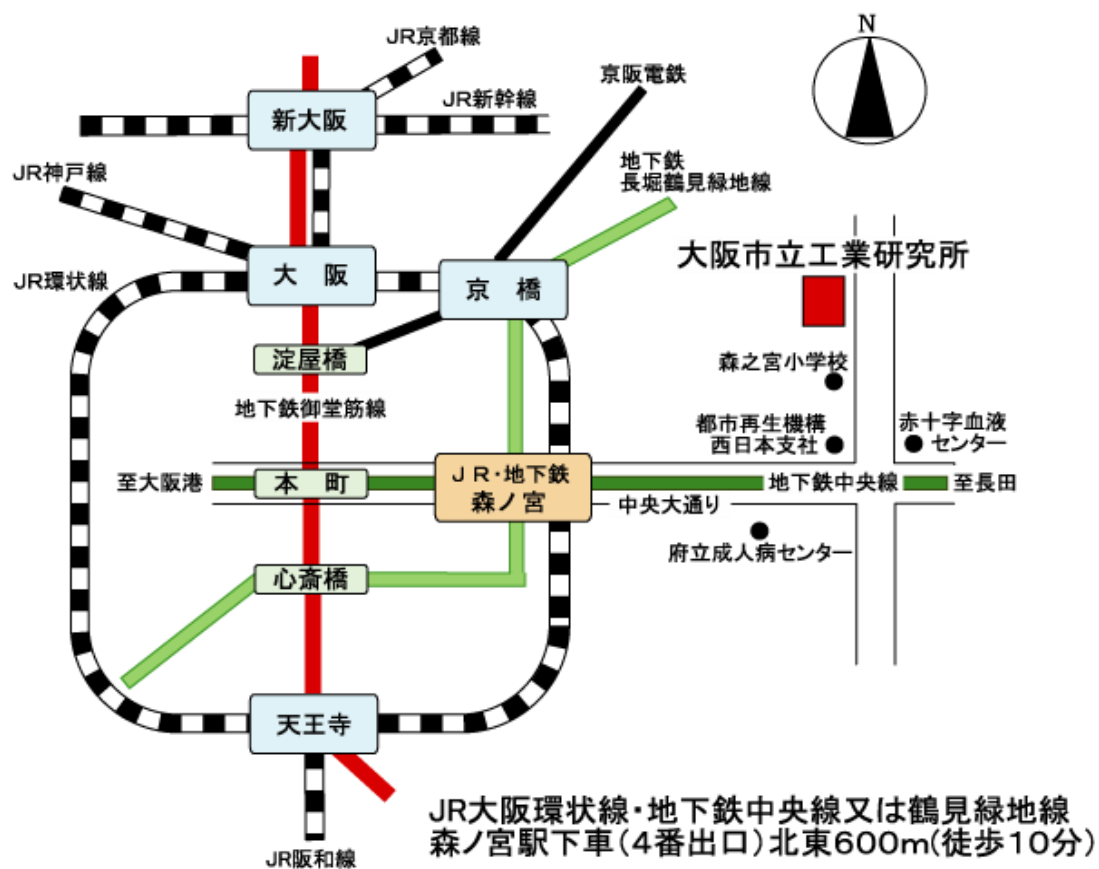 JR京都線
N
京阪電鉄
JR新幹線
新大阪
地下鉄
長堀鶴見緑地線
JR神戸線
大阪市立工業研究所
JR環状線
大　阪
京　橋
淀屋橋
森之宮小学校
地下鉄御堂筋線
都市再生機構
西日本支社
赤十字血液
センター
至大阪港
本　町
JR・地下鉄
森ノ宮
地下鉄中央線
至長田
中央大通り
府立成人病センター
心斎橋
天王寺
JR阪和線
JR大阪環状線・地下鉄中央線又は鶴見緑地線
森ノ宮駅下車(4番出口)北東600m(徒歩10分)